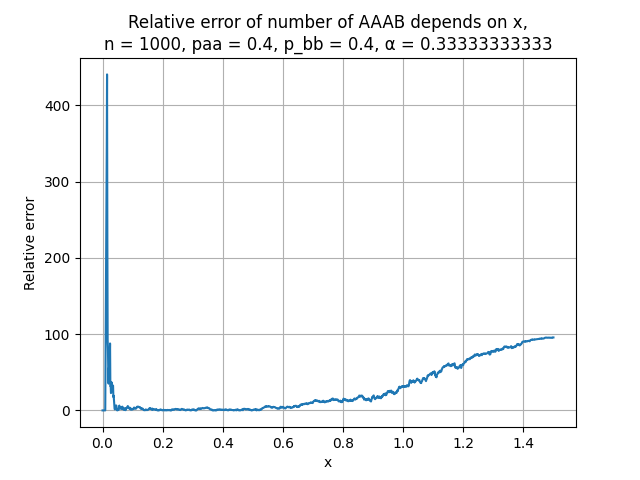 Relative error of number of AAAB depends on x,
n = 1000, paa = 0.4, p_bb = 0.4, α = 0.33333333333
400
300
200
100
0
Relative error
0.0 0.2 0.4 0.6 0.8 1.0 1.2 1.4
x